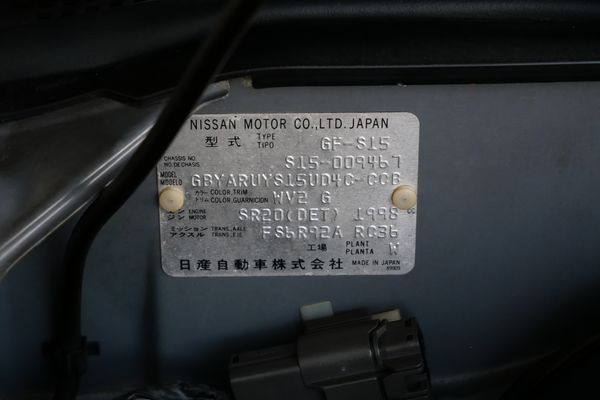 NISSAN MOTOR CO.,LTD. JAPAN
型式 TYPE TIPO GF-S15
CHASSIS NO. NO. DE CHASIS S15-009467
MODEL MODELO GBYARUYS15UD4C-CCB
カラー トリム COLOR,TRIM COLOR,GUARNICION WV2 G
エンジン ENGINE MOTOR SR20(DET) 1998 cc
ミッション アクスル TRANS.,AXLE TRANS.,EJE FS6R92A RC36
工場 PLANT PLANTA W
日産自動車株式会社 MADE IN JAPAN